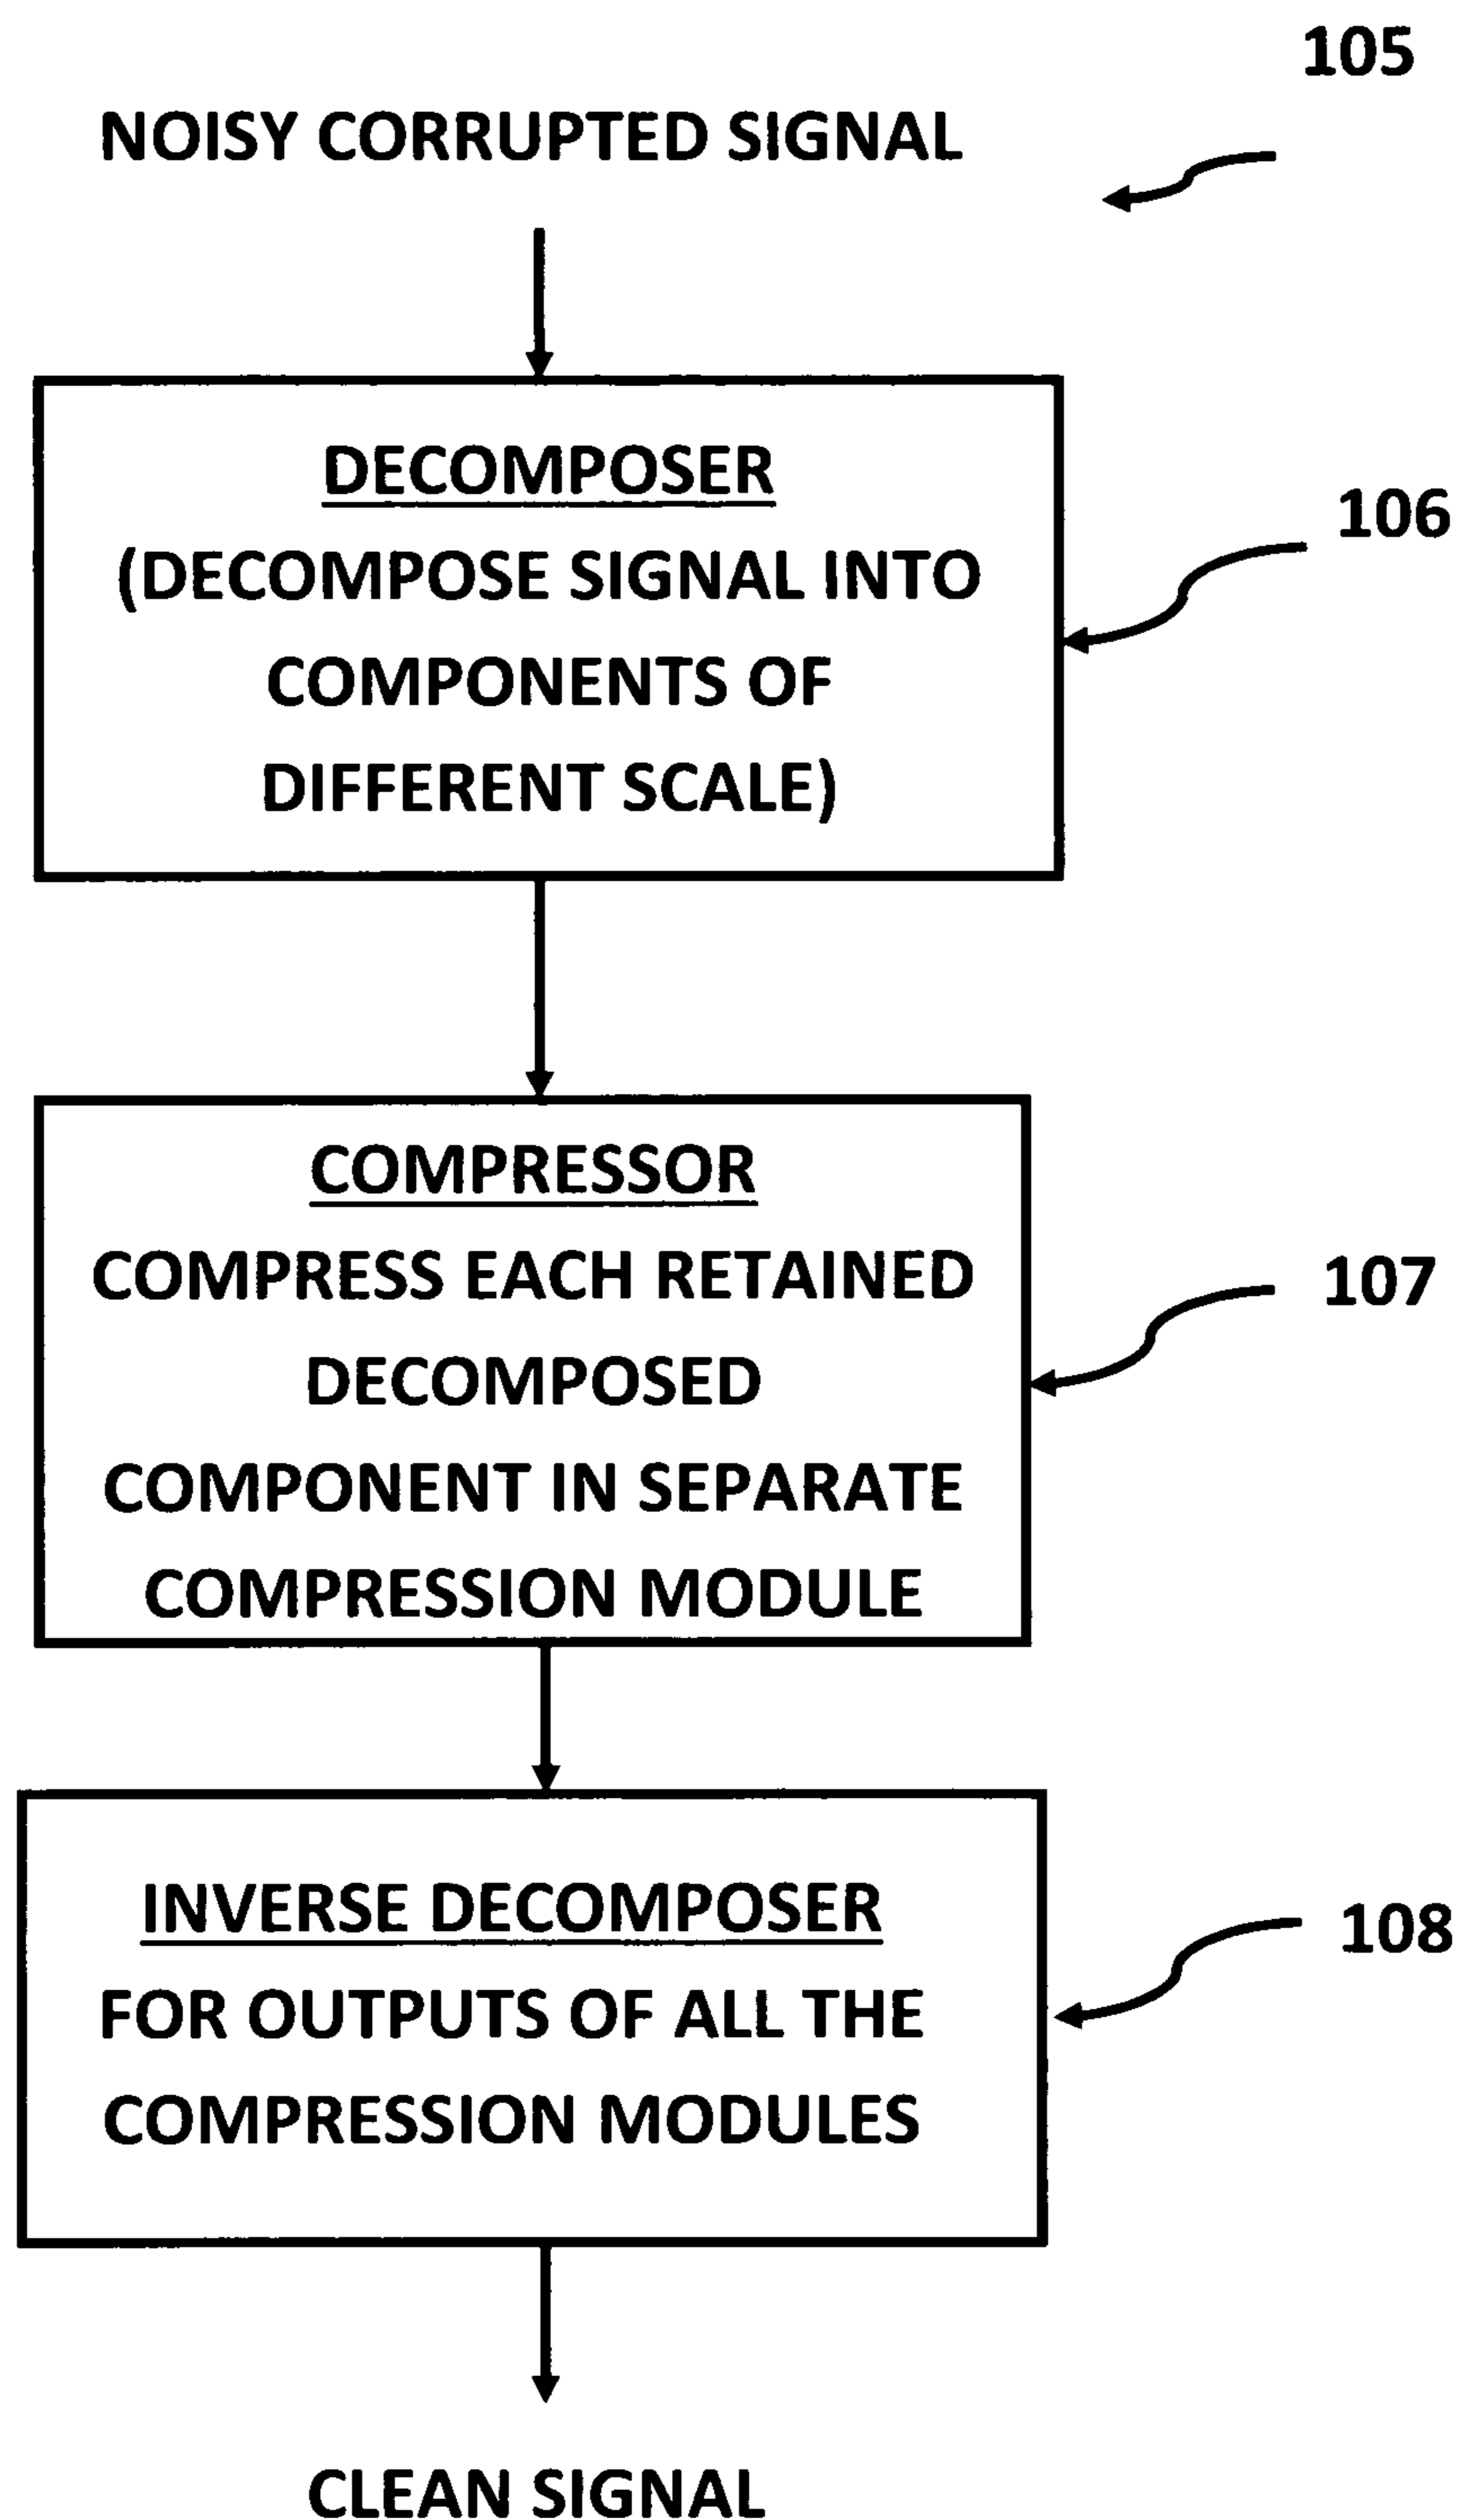 105
NOISY CORRUPTED SIGNAL
DECOMPOSER
(DECOMPOSE SIGNAL INTO
COMPONENTS OF
DIFFERENT SCALE)
106
COMPRESSOR
COMPRESS EACH RETAINED
DECOMPOSED
COMPONENT IN SEPARATE
COMPRESSION MODULE
107
INVERSE DECOMPOSER
FOR OUTPUTS OF ALL THE
COMPRESSION MODULES
108
CLEAN SIGNAL